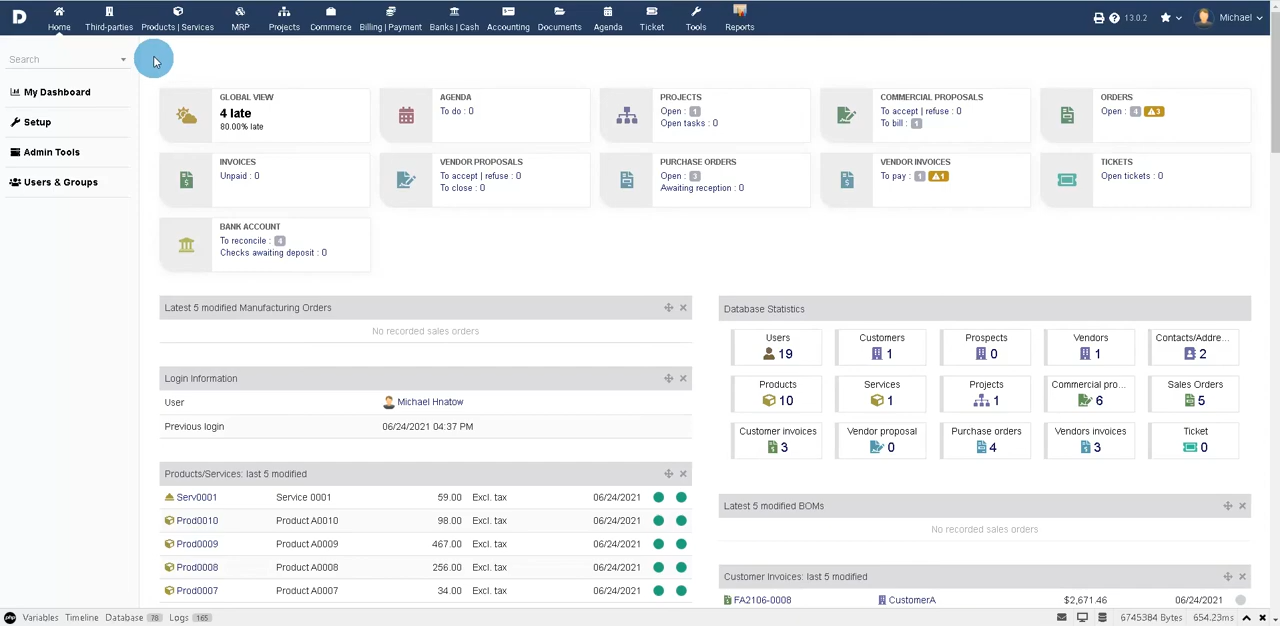 D
Home
Third-parties
Products | Services
MRP
Projects
Commerce
Billing | Payment
Banks | Cash
Accounting
Documents
Agenda
Ticket
Tools
Reports
13.0.2
Michael
Search
My Dashboard
Setup
Admin Tools
Users & Groups
GLOBAL VIEW
4 late
80.00% late
AGENDA
To do : 0
PROJECTS
Open : 1
Open tasks : 0
COMMERCIAL PROPOSALS
To accept | refuse : 0
To bill : 1
ORDERS
Open : 4 3
INVOICES
Unpaid : 0
VENDOR PROPOSALS
To accept | refuse : 0
To close : 0
PURCHASE ORDERS
Open : 3
Awaiting reception : 0
VENDOR INVOICES
To pay : 1 1
TICKETS
Open tickets : 0
BANK ACCOUNT
To reconcile : 4
Checks awaiting deposit : 0
Latest 5 modified Manufacturing Orders
No recorded sales orders
Login Information
User Michael Hnatow
Previous login 06/24/2021 04:37 PM
Products/Services: last 5 modified
Serv0001 Service 0001 59.00 Excl. tax 06/24/2021
Prod0010 Product A0010 98.00 Excl. tax 06/24/2021
Prod0009 Product A0009 467.00 Excl. tax 06/24/2021
Prod0008 Product A0008 256.00 Excl. tax 06/24/2021
Prod0007 Product A0007 34.00 Excl. tax 06/24/2021
Database Statistics
Users
19
Customers
1
Prospects
0
Vendors
1
Contacts/Addre...
2
Products
10
Services
1
Projects
1
Commercial pro...
6
Sales Orders
5
Customer invoices
3
Vendor proposal
0
Purchase orders
4
Vendors invoices
3
Ticket
0
Latest 5 modified BOMs
No recorded sales orders
Customer Invoices: last 5 modified
FA2106-0008 CustomerA $2,671.46 06/24/2021
php Variables Timeline Database 78 Logs 165
6745384 Bytes 654.23ms